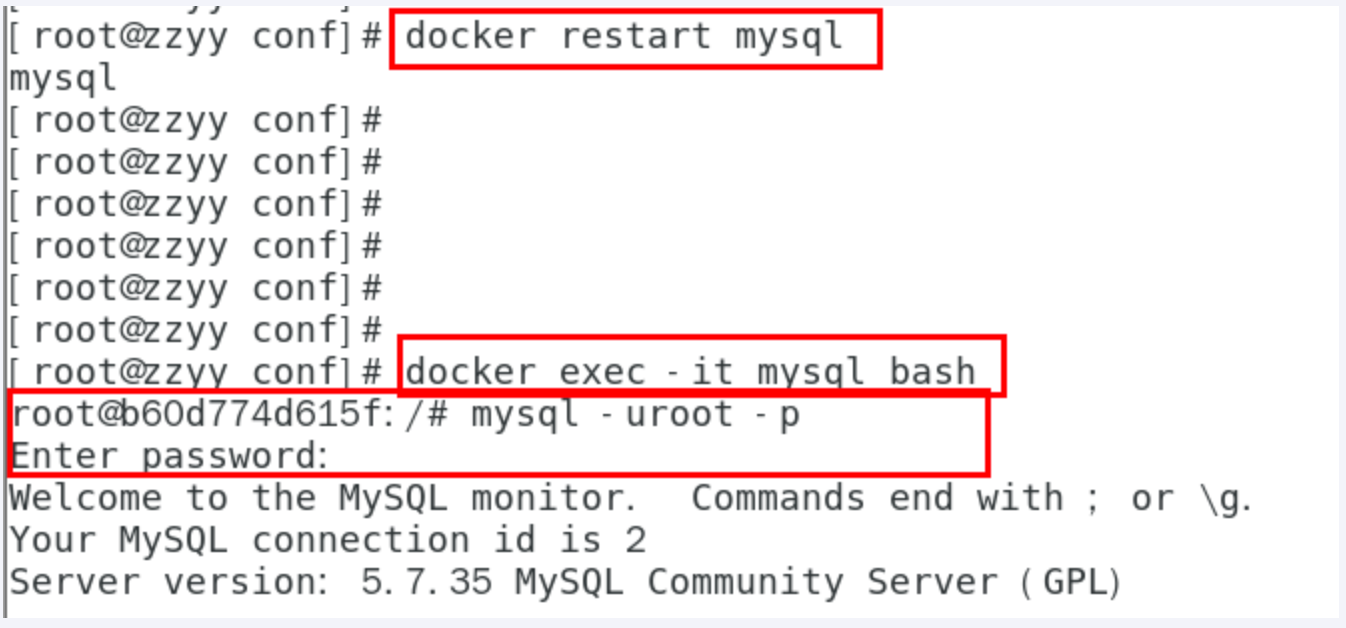 [root@zzyy conf]# docker restart mysql
mysql
[root@zzyy conf]#
[root@zzyy conf]#
[root@zzyy conf]#
[root@zzyy conf]#
[root@zzyy conf]#
[root@zzyy conf]#
[root@zzyy conf]# docker exec -it mysql bash
root@b60d774d615f:/# mysql -uroot -p
Enter password:
Welcome to the MySQL monitor.  Commands end with ; or \g.
Your MySQL connection id is 2
Server version: 5.7.35 MySQL Community Server (GPL)